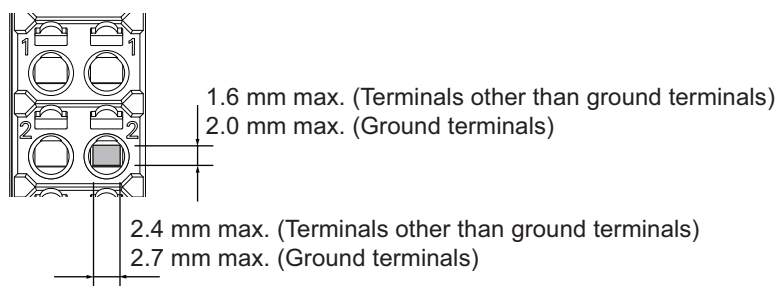 1 1
1.6 mm max. (Terminals other than ground terminals)
2.0 mm max. (Ground terminals)
2 2
2.4 mm max. (Terminals other than ground terminals)
2.7 mm max. (Ground terminals)